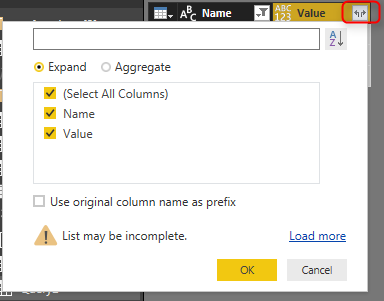 ABC Name ABC 123 Value
A Z
Expand Aggregate
(Select All Columns)
Name
Value
Use original column name as prefix
List may be incomplete. Load more
OK Cancel